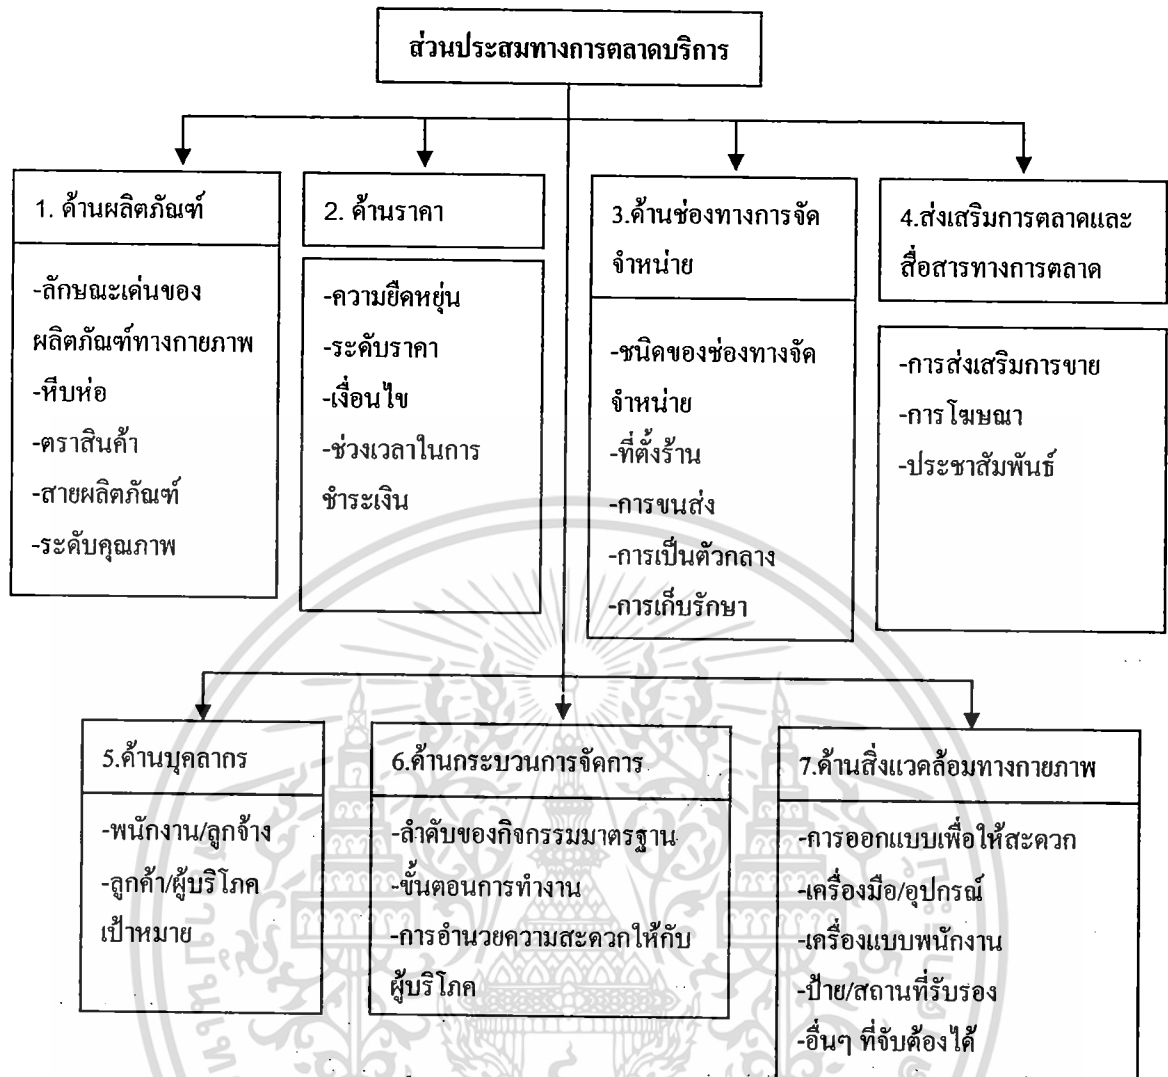 ส่วนประสมทางการตลาดบริการ
1. ด้านผลิตภัณฑ์
-ลักษณะเด่นของ
ผลิตภัณฑ์ทางกายภาพ
-หีบห่อ
-ตราสินค้า
-สายผลิตภัณฑ์
-ระดับคุณภาพ
2. ด้านราคา
-ความยืดหยุ่น
-ระดับราคา
-เงื่อนไข
-ช่วงเวลาในการ
ชำระเงิน
3.ด้านช่องทางการจัด
จำหน่าย
-ชนิดของช่องทางจัด
จำหน่าย
-ที่ตั้งร้าน
-การขนส่ง
-การเป็นตัวกลาง
-การเก็บรักษา
4.ส่งเสริมการตลาดและ
สื่อสารทางการตลาด
-การส่งเสริมการขาย
-การโฆษณา
-ประชาสัมพันธ์
5.ด้านบุคลากร
-พนักงาน/ลูกจ้าง
-ลูกค้า/ผู้บริโภค
เป้าหมาย
6.ด้านกระบวนการจัดการ
-ลำดับของกิจกรรมมาตรฐาน
-ขั้นตอนการทำงาน
-การอำนวยความสะดวกให้กับ
ผู้บริโภค
7.ด้านสิ่งแวดล้อมทางกายภาพ
-การออกแบบเพื่อให้สะดวก
-เครื่องมือ/อุปกรณ์
-เครื่องแบบพนักงาน
-ป้าย/สถานที่รับรอง
-อื่นๆ ที่จับต้องได้